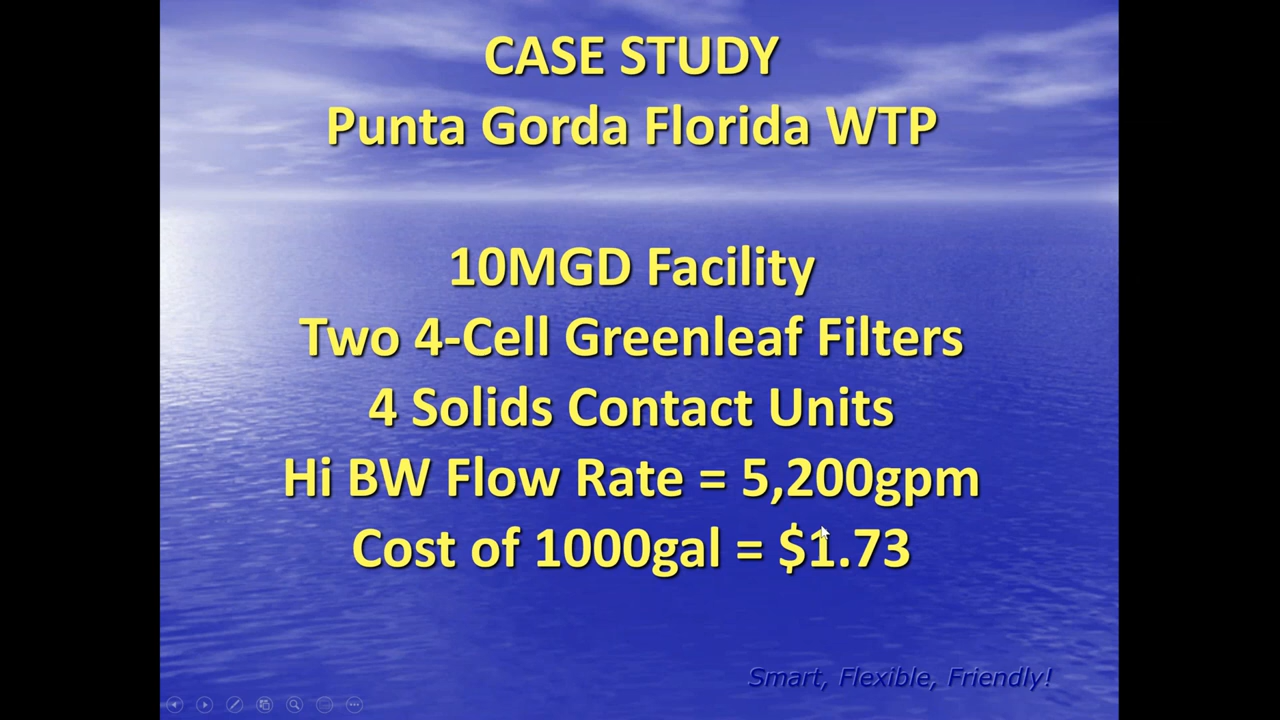 CASE STUDY
Punta Gorda Florida WTP
10MGD Facility
Two 4-Cell Greenleaf Filters
4 Solids Contact Units
Hi BW Flow Rate = 5,200gpm
Cost of 1000gal = $1.73
Smart, Flexible, Friendly!